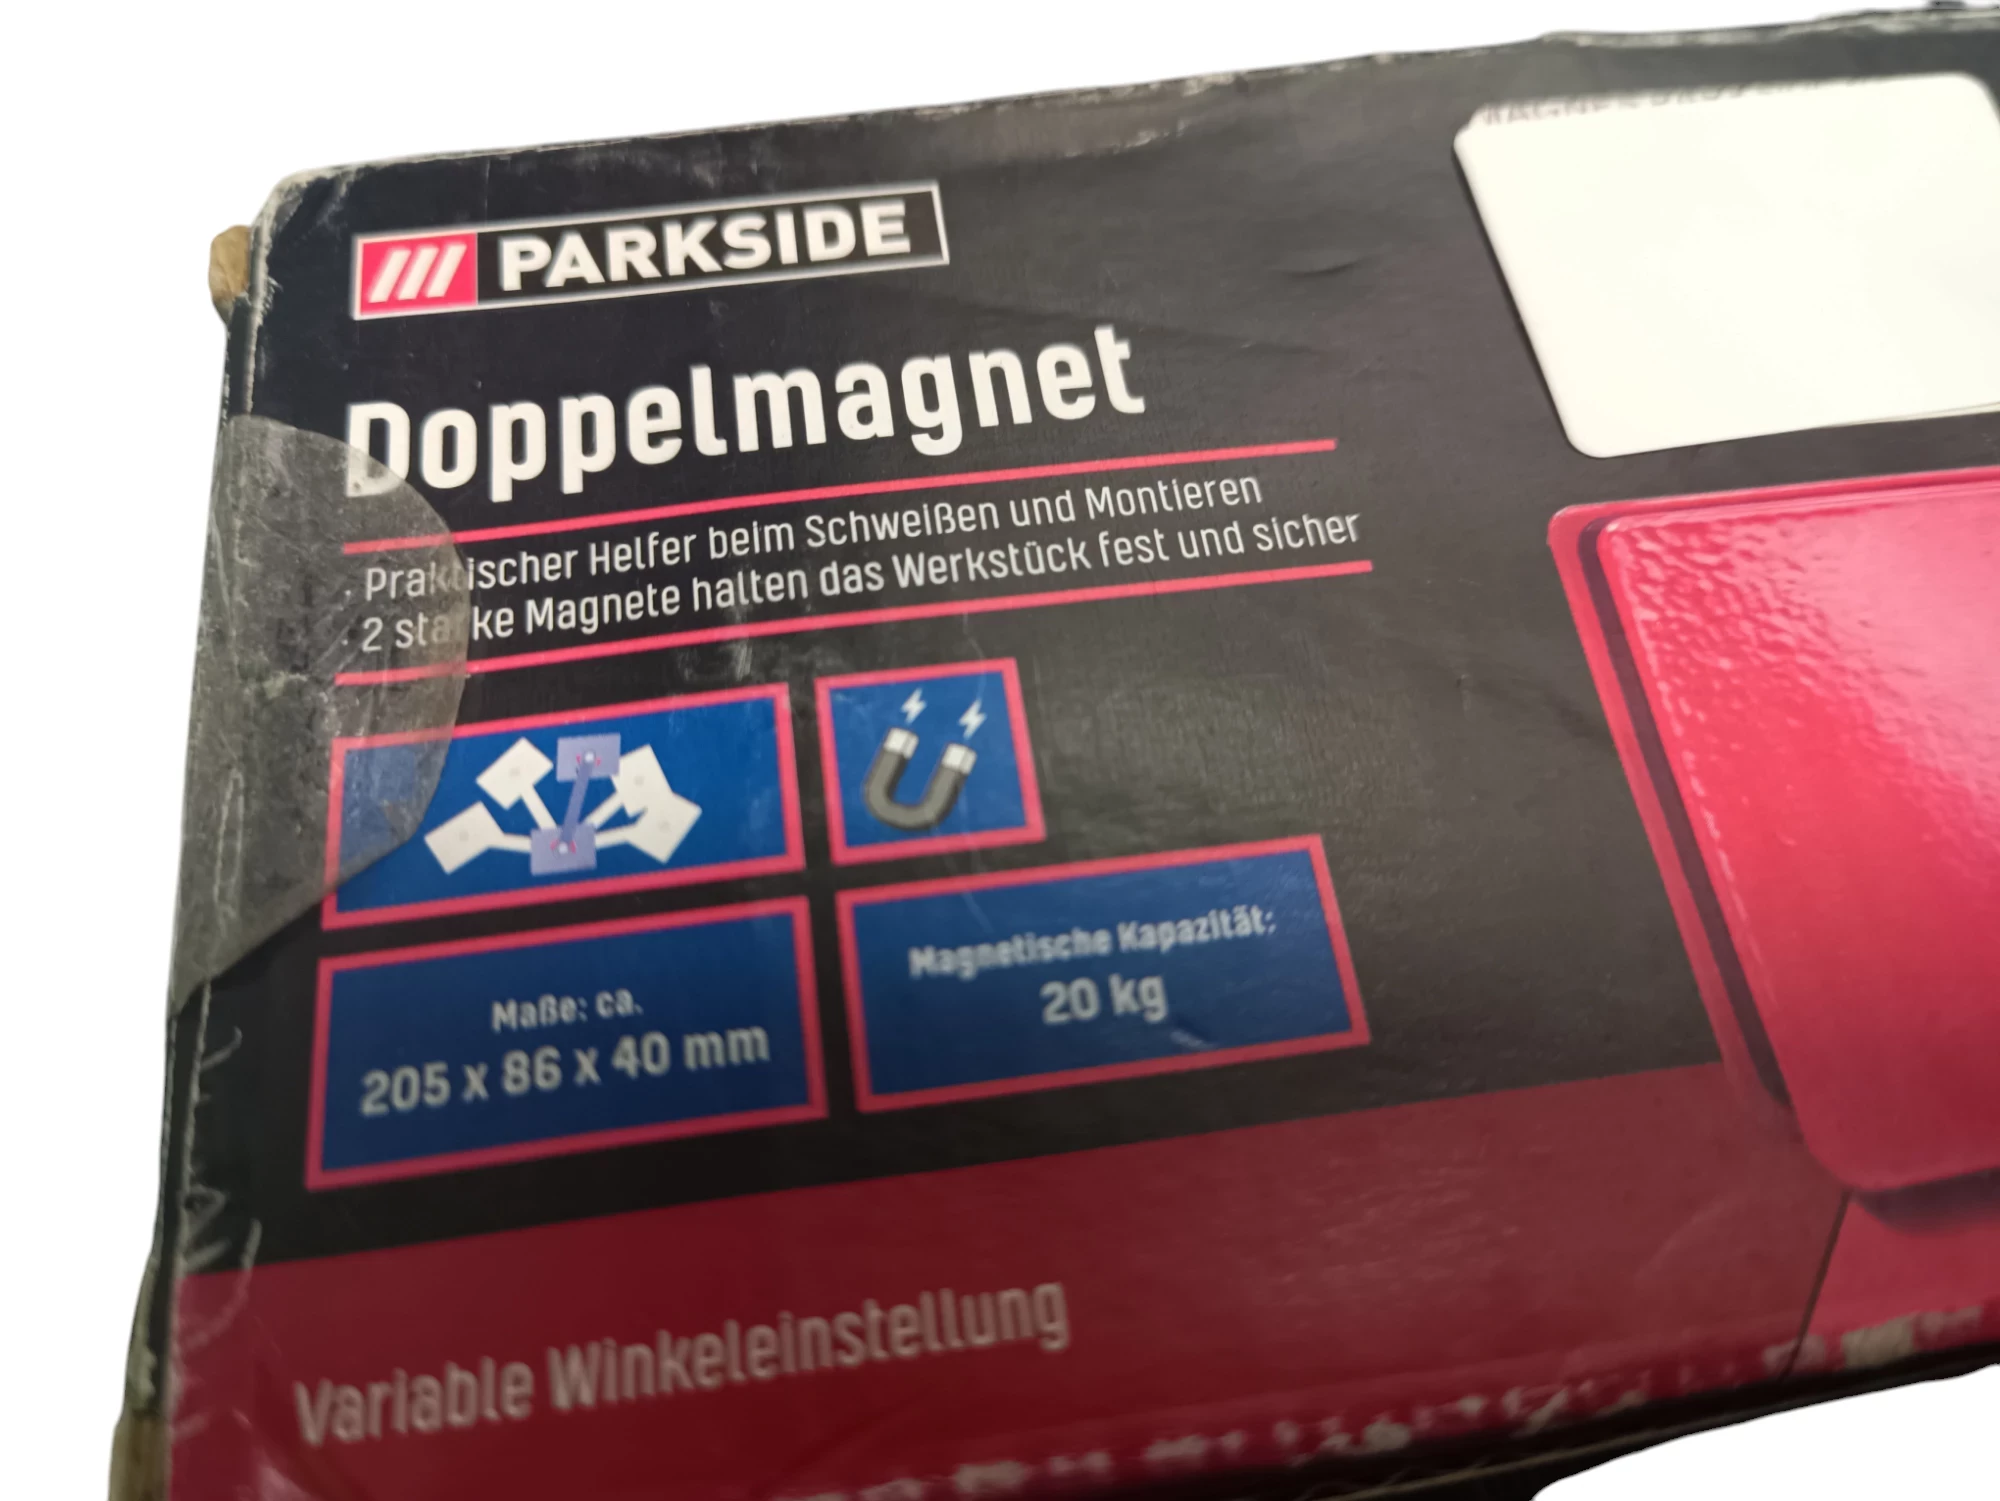 PARKSIDE
Doppelmagnet
· Praktischer Helfer beim Schweißen und Montieren
· 2 starke Magnete halten das Werkstück fest und sicher
Maße: ca.
205 x 86 x 40 mm
Magnetische Kapazität:
20 kg
Variable Winkeleinstellung